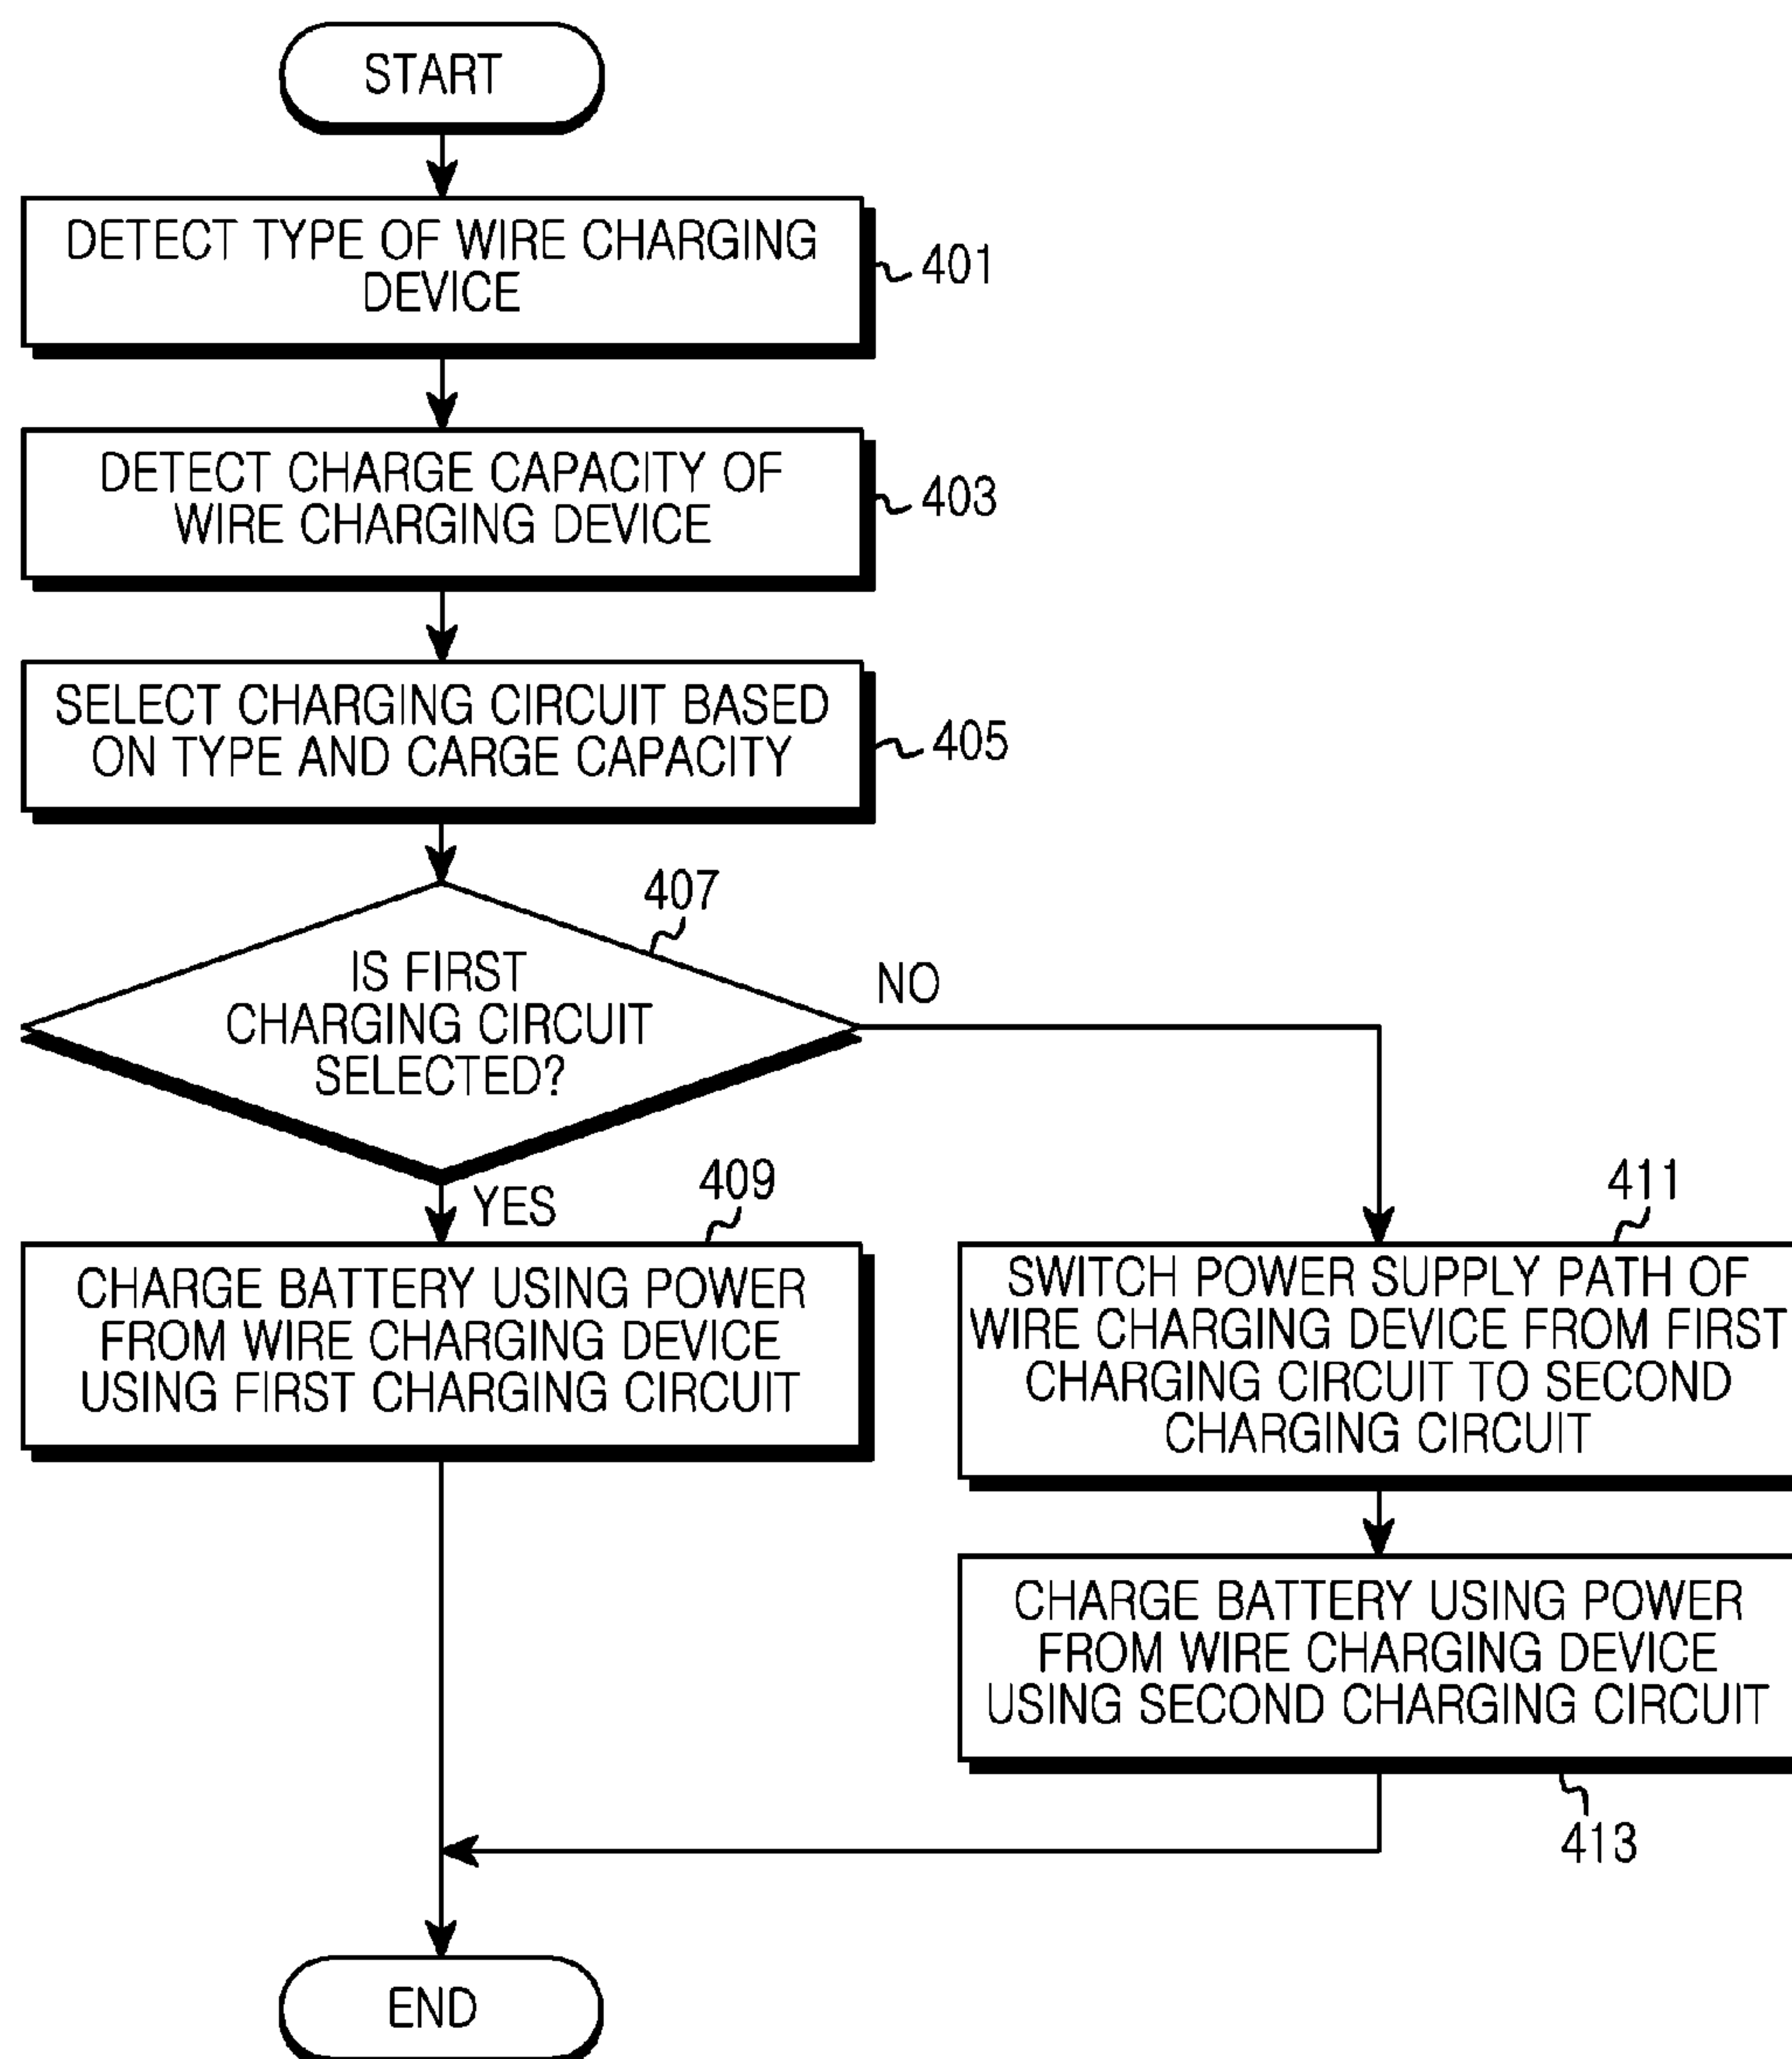 START
DETECT TYPE OF WIRE CHARGING
DEVICE
401
DETECT CHARGE CAPACITY OF
WIRE CHARGING DEVICE
403
SELECT CHARGING CIRCUIT BASED
ON TYPE AND CARGE CAPACITY
405
407
IS FIRST
CHARGING CIRCUIT
SELECTED?
NO
YES
409
CHARGE BATTERY USING POWER
FROM WIRE CHARGING DEVICE
USING FIRST CHARGING CIRCUIT
411
SWITCH POWER SUPPLY PATH OF
WIRE CHARGING DEVICE FROM FIRST
CHARGING CIRCUIT TO SECOND
CHARGING CIRCUIT
CHARGE BATTERY USING POWER
FROM WIRE CHARGING DEVICE
USING SECOND CHARGING CIRCUIT
413
END